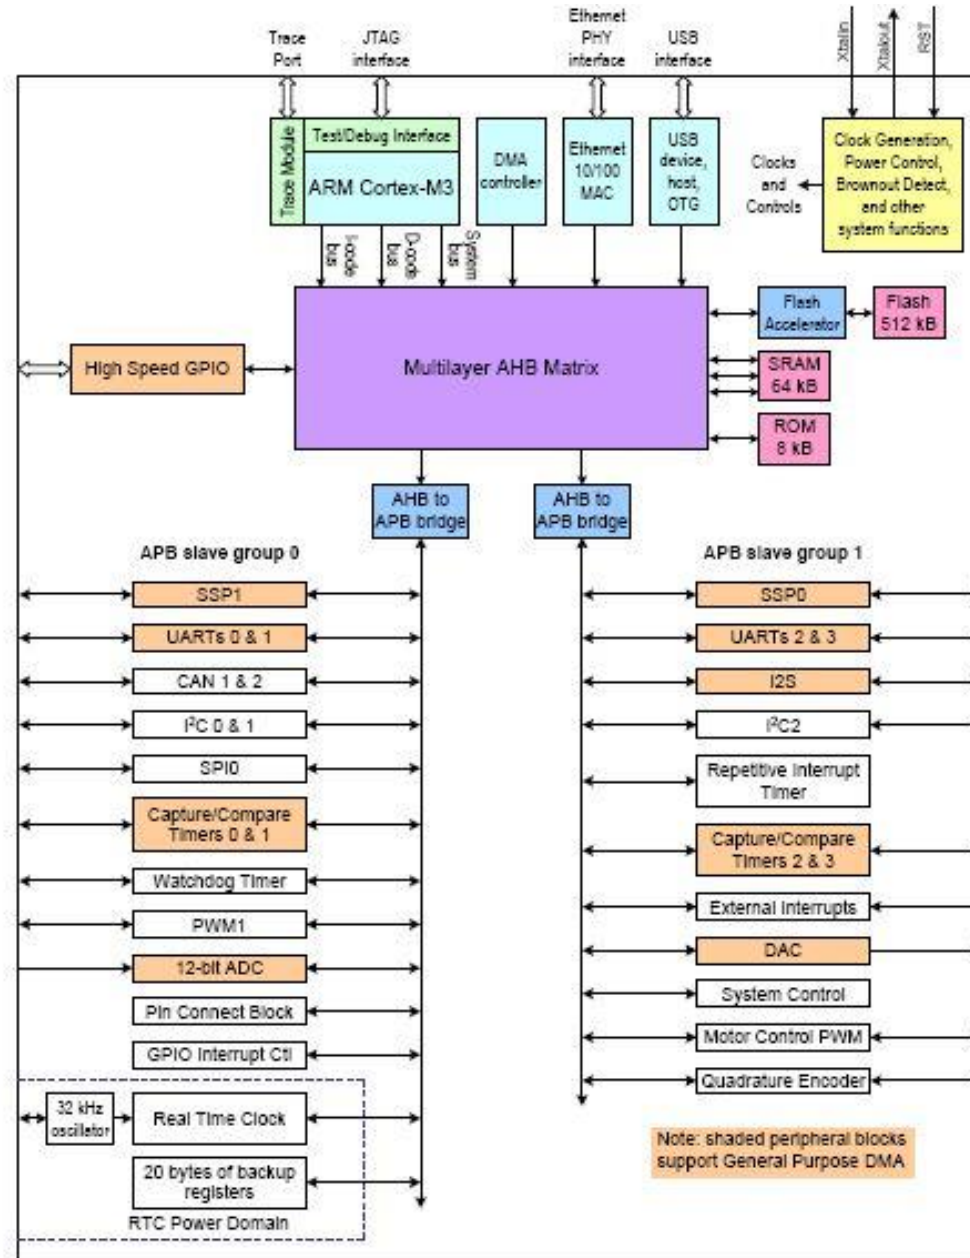 Trace
Port
JTAG
interface
Ethernet
PHY
interface
USB
interface
Xtalin
Xtalout
RST
Trace Module
Test/Debug Interface
ARM Cortex-M3
DMA
controller
Ethernet
10/100
MAC
USB
device,
host,
OTG
Clocks
and
Controls
Clock Generation,
Power Control,
Brownout Detect,
and other
system functions
I-code
bus
D-code
bus
System
bus
High Speed GPIO
Multilayer AHB Matrix
Flash
Accelerator
Flash
512 kB
SRAM
64 kB
ROM
8 kB
AHB to
APB bridge
AHB to
APB bridge
APB slave group 0
SSP1
UARTs 0 & 1
CAN 1 & 2
I²C 0 & 1
SPI0
Capture/Compare
Timers 0 & 1
Watchdog Timer
PWM1
12-bit ADC
Pin Connect Block
GPIO Interrupt Ctl
32 kHz
oscillator
Real Time Clock
20 bytes of backup
registers
RTC Power Domain
APB slave group 1
SSP0
UARTs 2 & 3
I2S
I²C2
Repetitive Interrupt
Timer
Capture/Compare
Timers 2 & 3
External Interrupts
DAC
System Control
Motor Control PWM
Quadrature Encoder
Note: shaded peripheral blocks
support General Purpose DMA